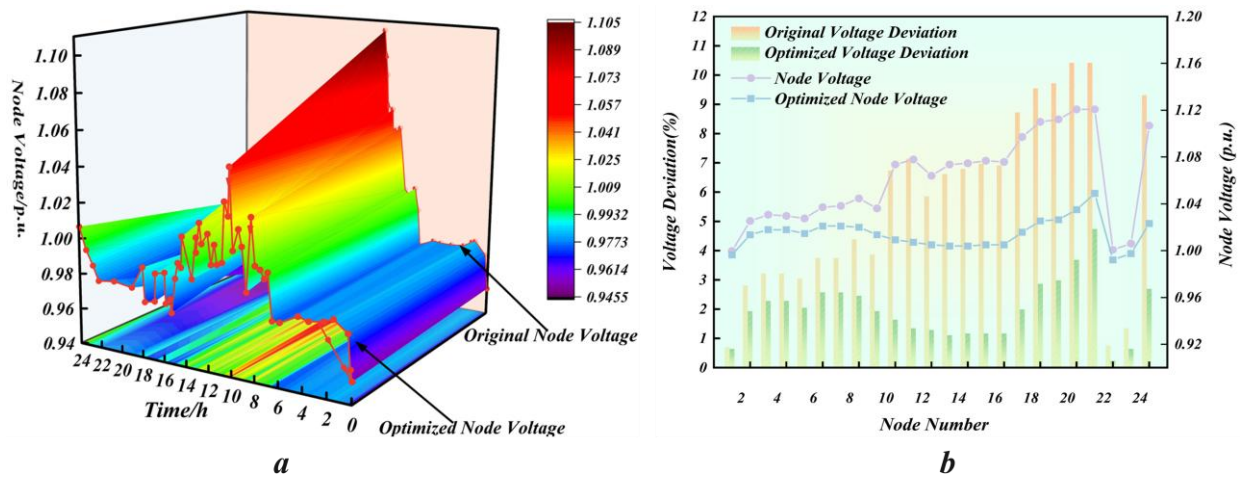 1.10
1.08
1.06
1.04
1.02
1.00
0.98
0.96
0.94
Node Voltage/p.u.
24 22 20 18 16 14 12 10 8 6 4 2 0
Time/h
1.105
1.089
1.073
1.057
1.041
1.025
1.009
0.9932
0.9773
0.9614
0.9455
Original Node Voltage
Optimized Node Voltage
a
12
11
10
9
8
7
6
5
4
3
2
1
0
Voltage Deviation(%)
Original Voltage Deviation
Optimized Voltage Deviation
Node Voltage
Optimized Node Voltage
1.20
1.16
1.12
1.08
1.04
1.00
0.96
0.92
Node Voltage (p.u.)
2 4 6 8 10 12 14 16 18 20 22 24
Node Number
b